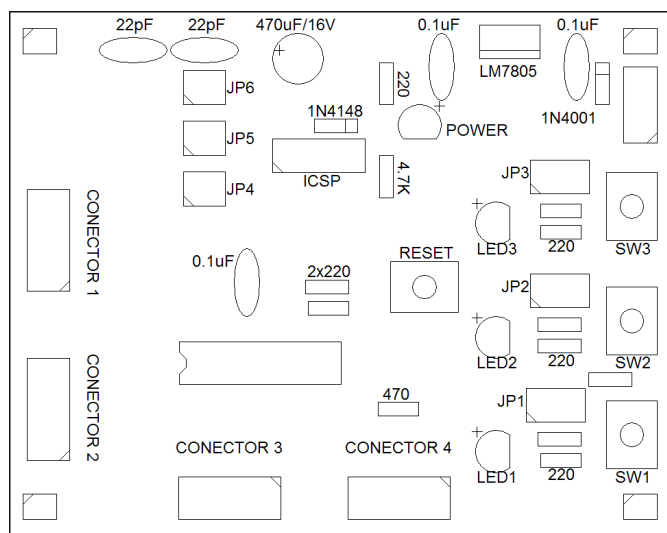 22pF
22pF
470uF/16V
0.1uF
LM7805
0.1uF
JP6
220
1N4001
1N4148
POWER
JP5
ICSP
4.7K
JP4
JP3
CONECTOR 1
LED3
220
SW3
0.1uF
2x220
RESET
JP2
LED2
220
SW2
CONECTOR 2
470
JP1
CONECTOR 3
CONECTOR 4
LED1
220
SW1